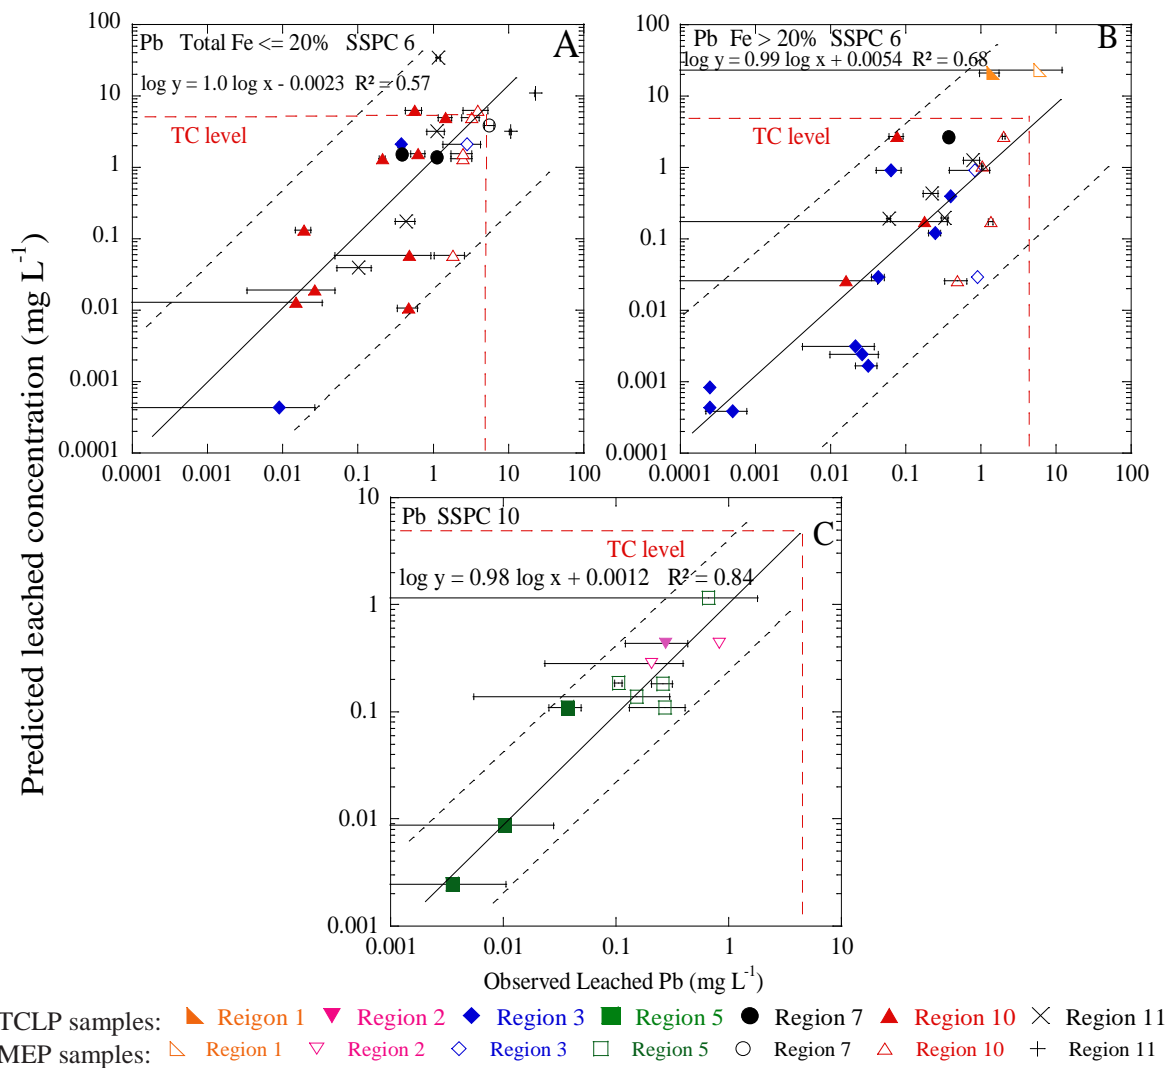 Predicted leached concentration (mg L-1)
Pb Total Fe <= 20% SSPC 6
A
log y = 1.0 log x - 0.0023 R² = 0.57
TC level
100
10
1
0.1
0.01
0.001
0.0001
0.0001 0.001 0.01 0.1 1 10 100
Pb Fe > 20% SSPC 6
B
log y = 0.99 log x + 0.0054 R² = 0.68
TC level
100
10
1
0.1
0.01
0.001
0.0001
0.0001 0.001 0.01 0.1 1 10 100
Pb SSPC 10
C
TC level
log y = 0.98 log x + 0.0012 R² = 0.84
10
1
0.1
0.01
0.001
0.001 0.01 0.1 1 10
Observed Leached Pb (mg L-1)
TCLP samples: Reigon 1 Region 2 Region 3 Region 5 Region 7 Region 10 Region 11
MEP samples: Region 1 Region 2 Region 3 Region 5 Region 7 Region 10 Region 11